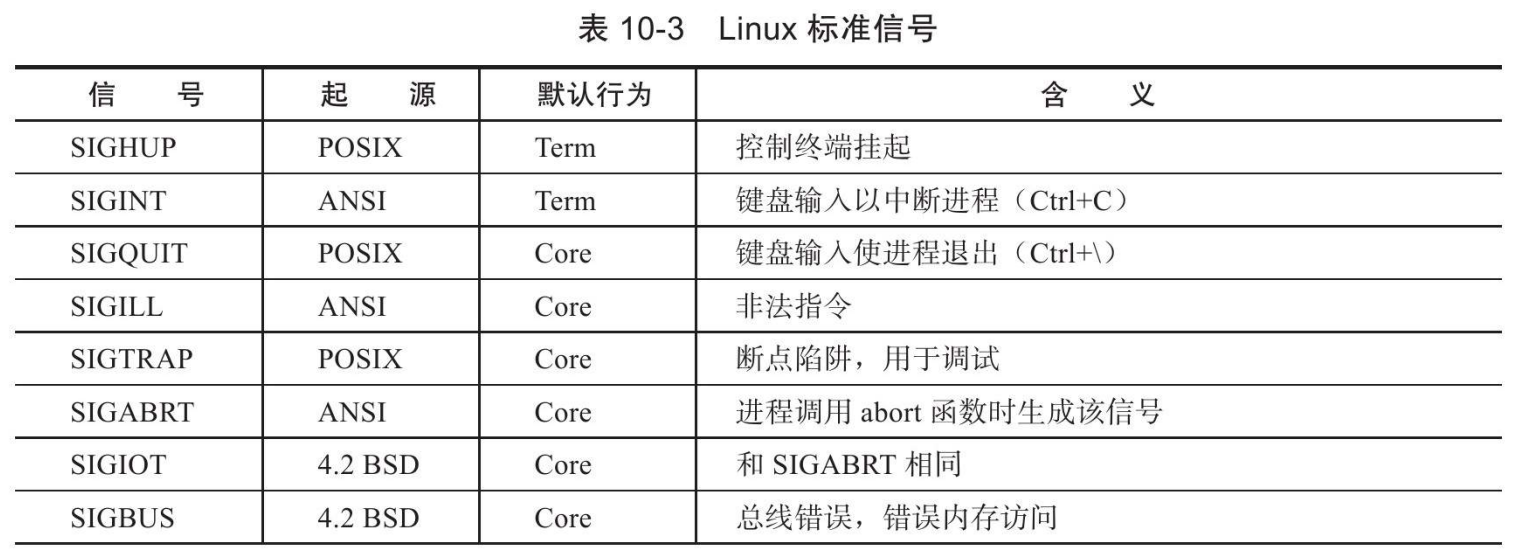 表 10-3 Linux 标准信号
信 号 起 源 默认行为 含 义
SIGHUP POSIX Term 控制终端挂起
SIGINT ANSI Term 键盘输入以中断进程（Ctrl+C）
SIGQUIT POSIX Core 键盘输入使进程退出（Ctrl+\）
SIGILL ANSI Core 非法指令
SIGTRAP POSIX Core 断点陷阱，用于调试
SIGABRT ANSI Core 进程调用 abort 函数时生成该信号
SIGIOT 4.2 BSD Core 和 SIGABRT 相同
SIGBUS 4.2 BSD Core 总线错误，错误内存访问